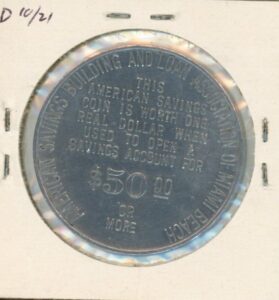 D 10/21
AMERICAN SAVINGS BUILDING AND LOAN ASSOCIATION OF MIAMI BEACH
THIS
AMERICAN SAVINGS
COIN IS WORTH ONE
REAL DOLLAR WHEN
USED TO OPEN A
SAVINGS ACCOUNT FOR
$50.00
OR
MORE